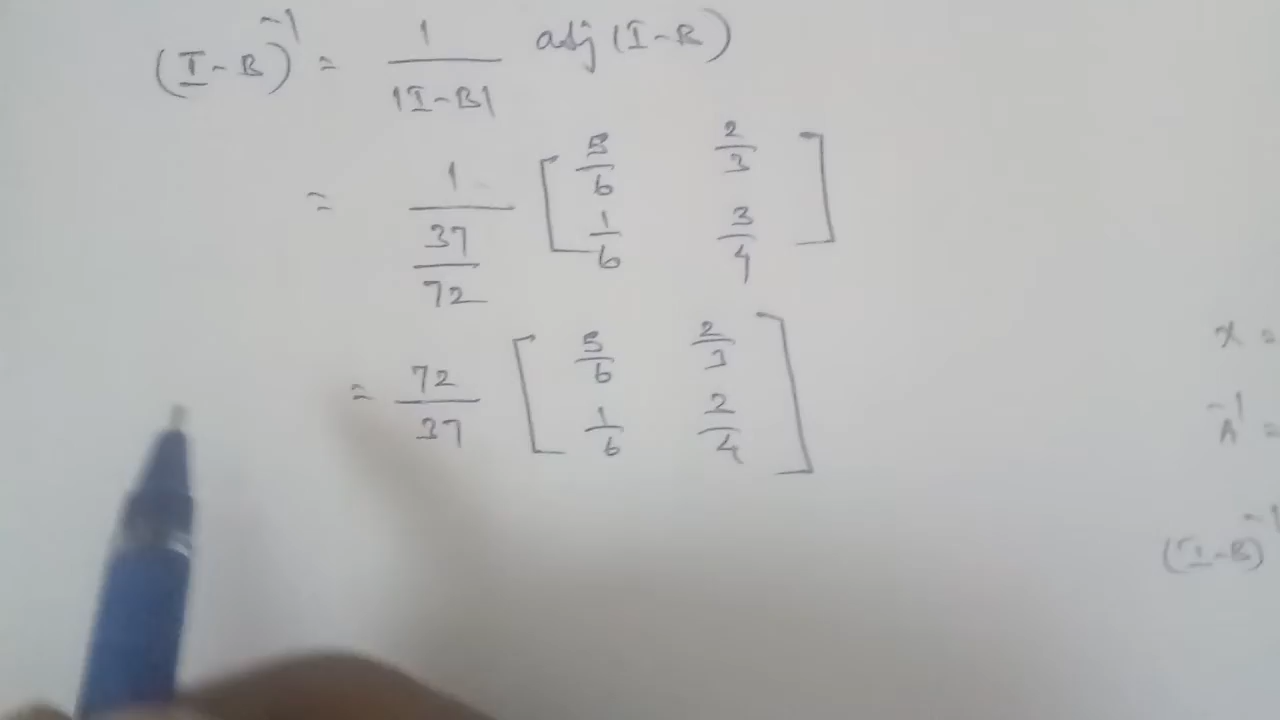 (I-B)⁻¹ = 1/|I-B| adj (I-B)
= 1/(37/72) [5/6 2/3
1/6 3/4]
= 72/37 [5/6 2/3
1/6 2/4]
x =
A⁻¹ =
(I-B)⁻¹